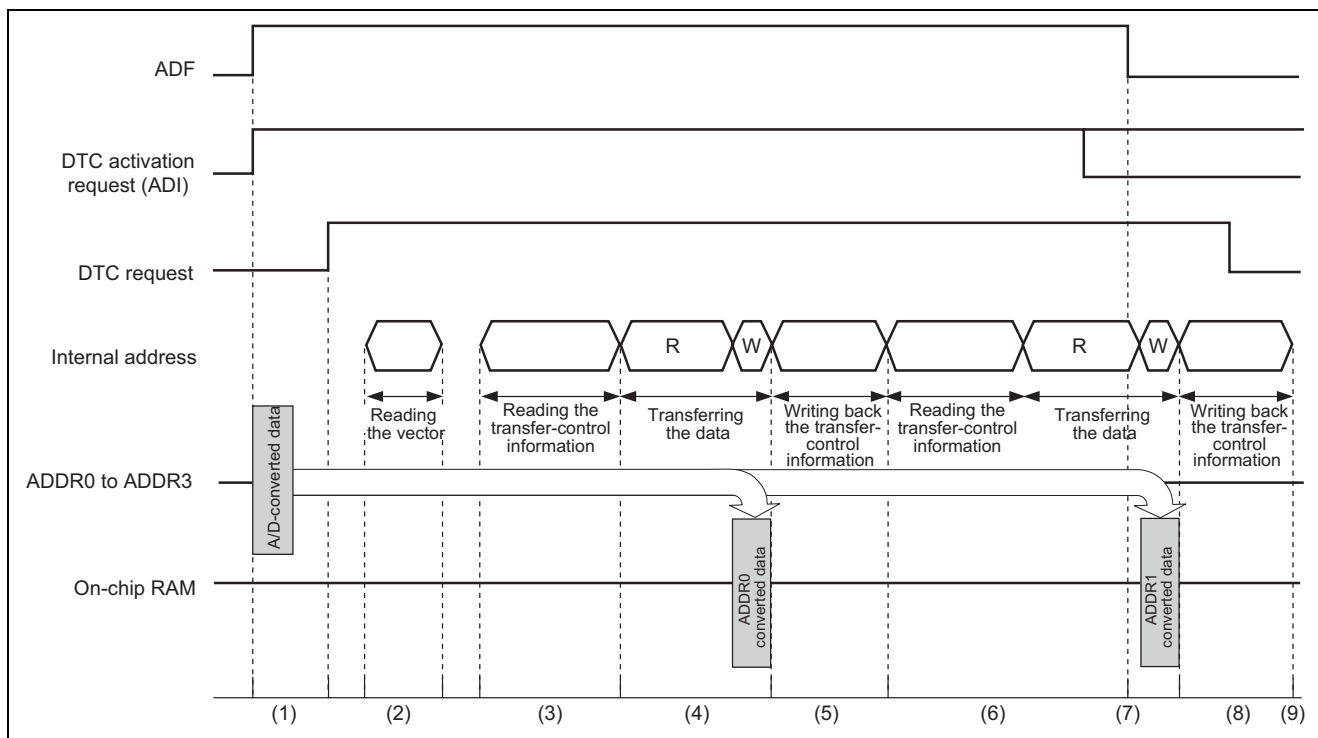 ADF
DTC activation
request (ADI)
DTC request
Internal address
R
W
R
W
Reading
the vector
Reading the
transfer-control
information
Transferring
the data
Writing back
the transfer-
control
information
Reading the
transfer-control
information
Transferring
the data
Writing back
the transfer-
control
information
ADDR0 to ADDR3
A/D-converted data
On-chip RAM
ADDR0
converted data
ADDR1
converted data
(1)
(2)
(3)
(4)
(5)
(6)
(7)
(8)
(9)